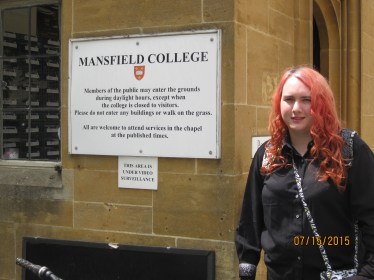 MANSFIELD COLLEGE
Members of the public may enter the grounds
during daylight hours, except when
the college is closed to visitors.
Please do not enter any buildings or walk on the grass.
All are welcome to attend services in the chapel
at the published times.
THIS AREA IS
UNDER VIDEO
SURVEILLANCE
07/15/2015